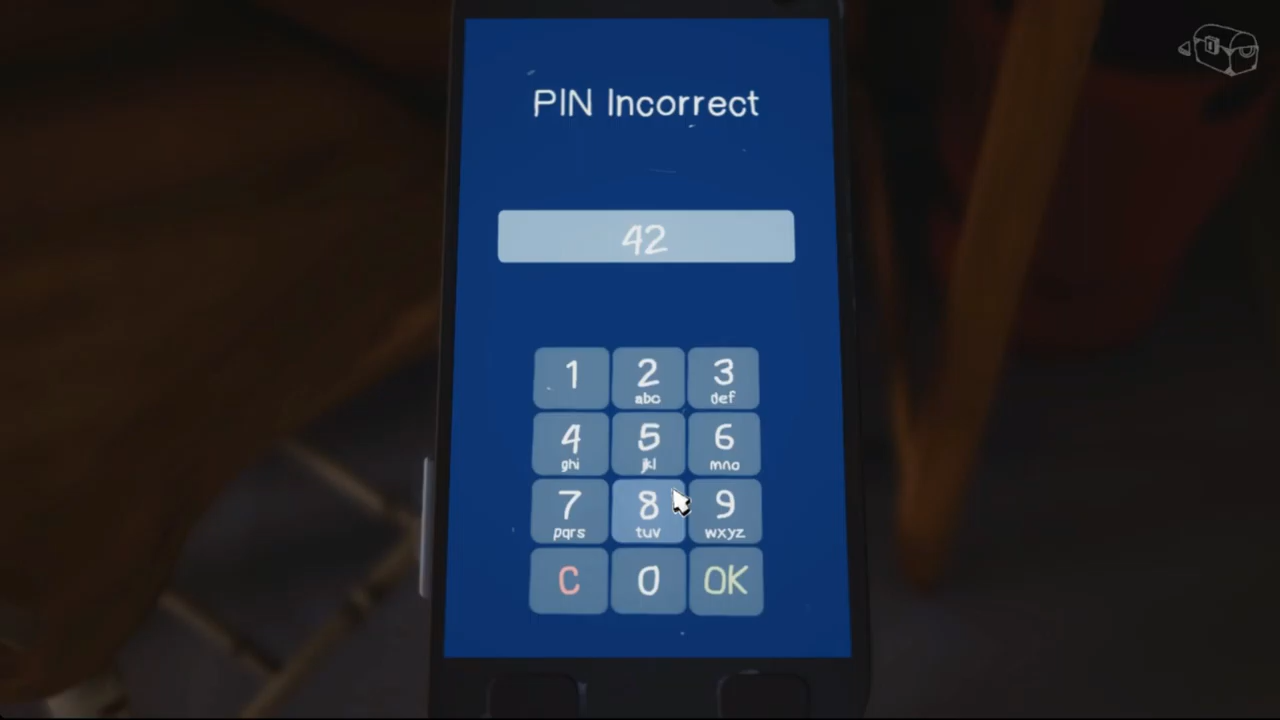 PIN Incorrect
42
1 2 3
abc def
4 5 6
ghi jkl mno
7 8 9
pqrs tuv wxyz
C 0 OK